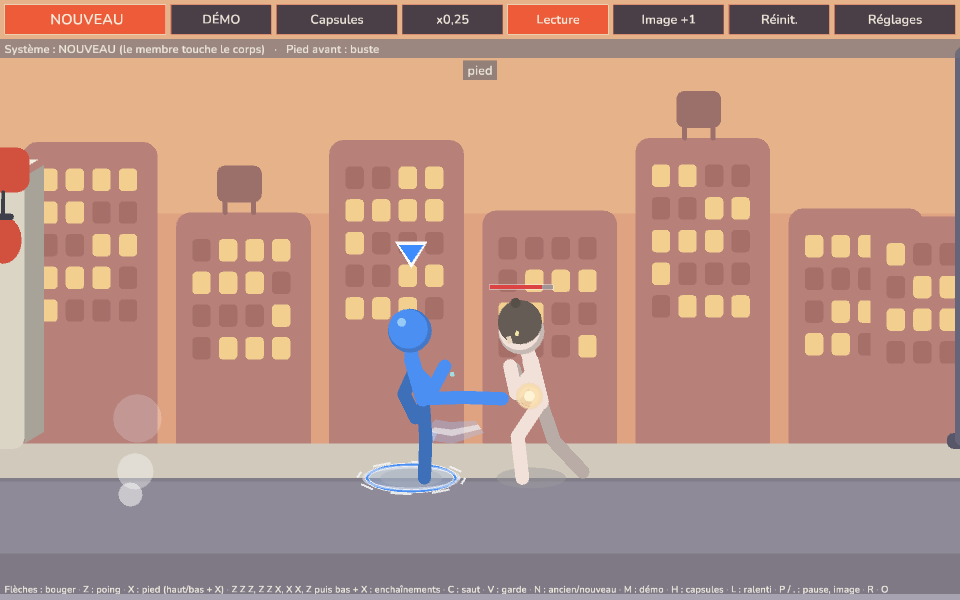 NOUVEAU
DÉMO
Capsules
x0,25
Lecture
Image +1
Réinit.
Réglages
Système : NOUVEAU (le membre touche le corps) · Pied avant : buste
pied
Flèches : bouger · Z : poing · X : pied (haut/bas + X) · Z Z Z, Z Z X, X X, Z puis bas + X : enchaînements · C : saut · V : garde · N : ancien/nouveau · M : démo · H : capsules · L : ralenti · P / . : pause, image · R · O